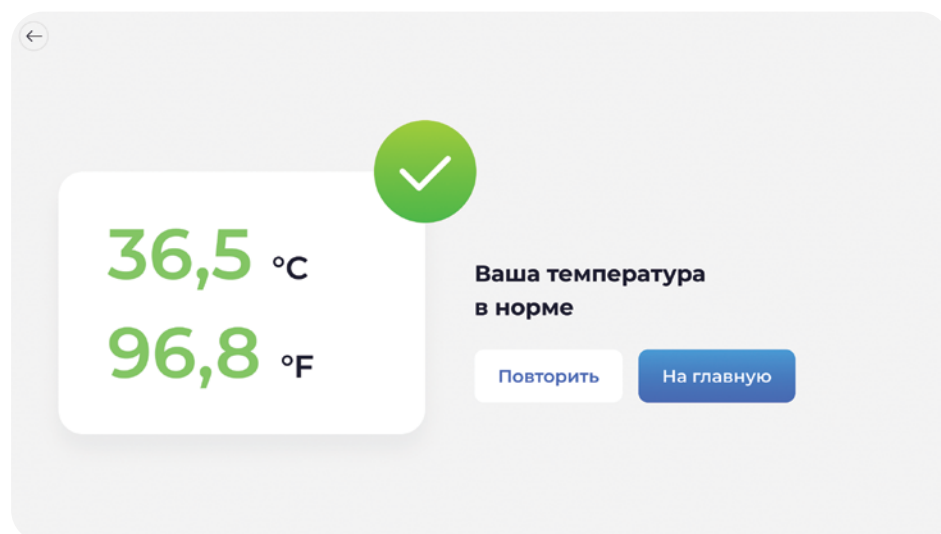 36,5 °C
96,8 °F
Ваша температура
в норме
Повторить
На главную